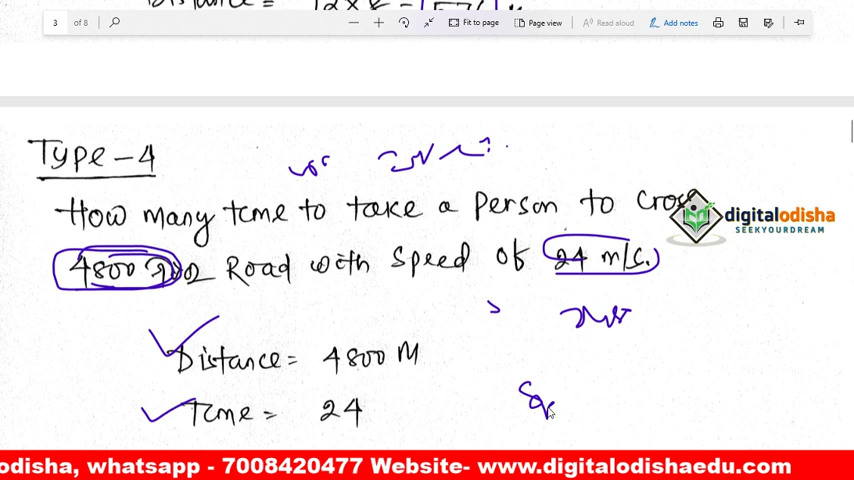 3 of 8 Fit to page Page view Read aloud Add notes
Type-4
How many time to take a Person to Cross
digitalodisha
SEEKYOURDREAM
4800 Road with Speed of 24 m/s.
Distance = 4800 M
Time = 24
odisha, whatsapp - 7008420477 Website- www.digitalodishaedu.com